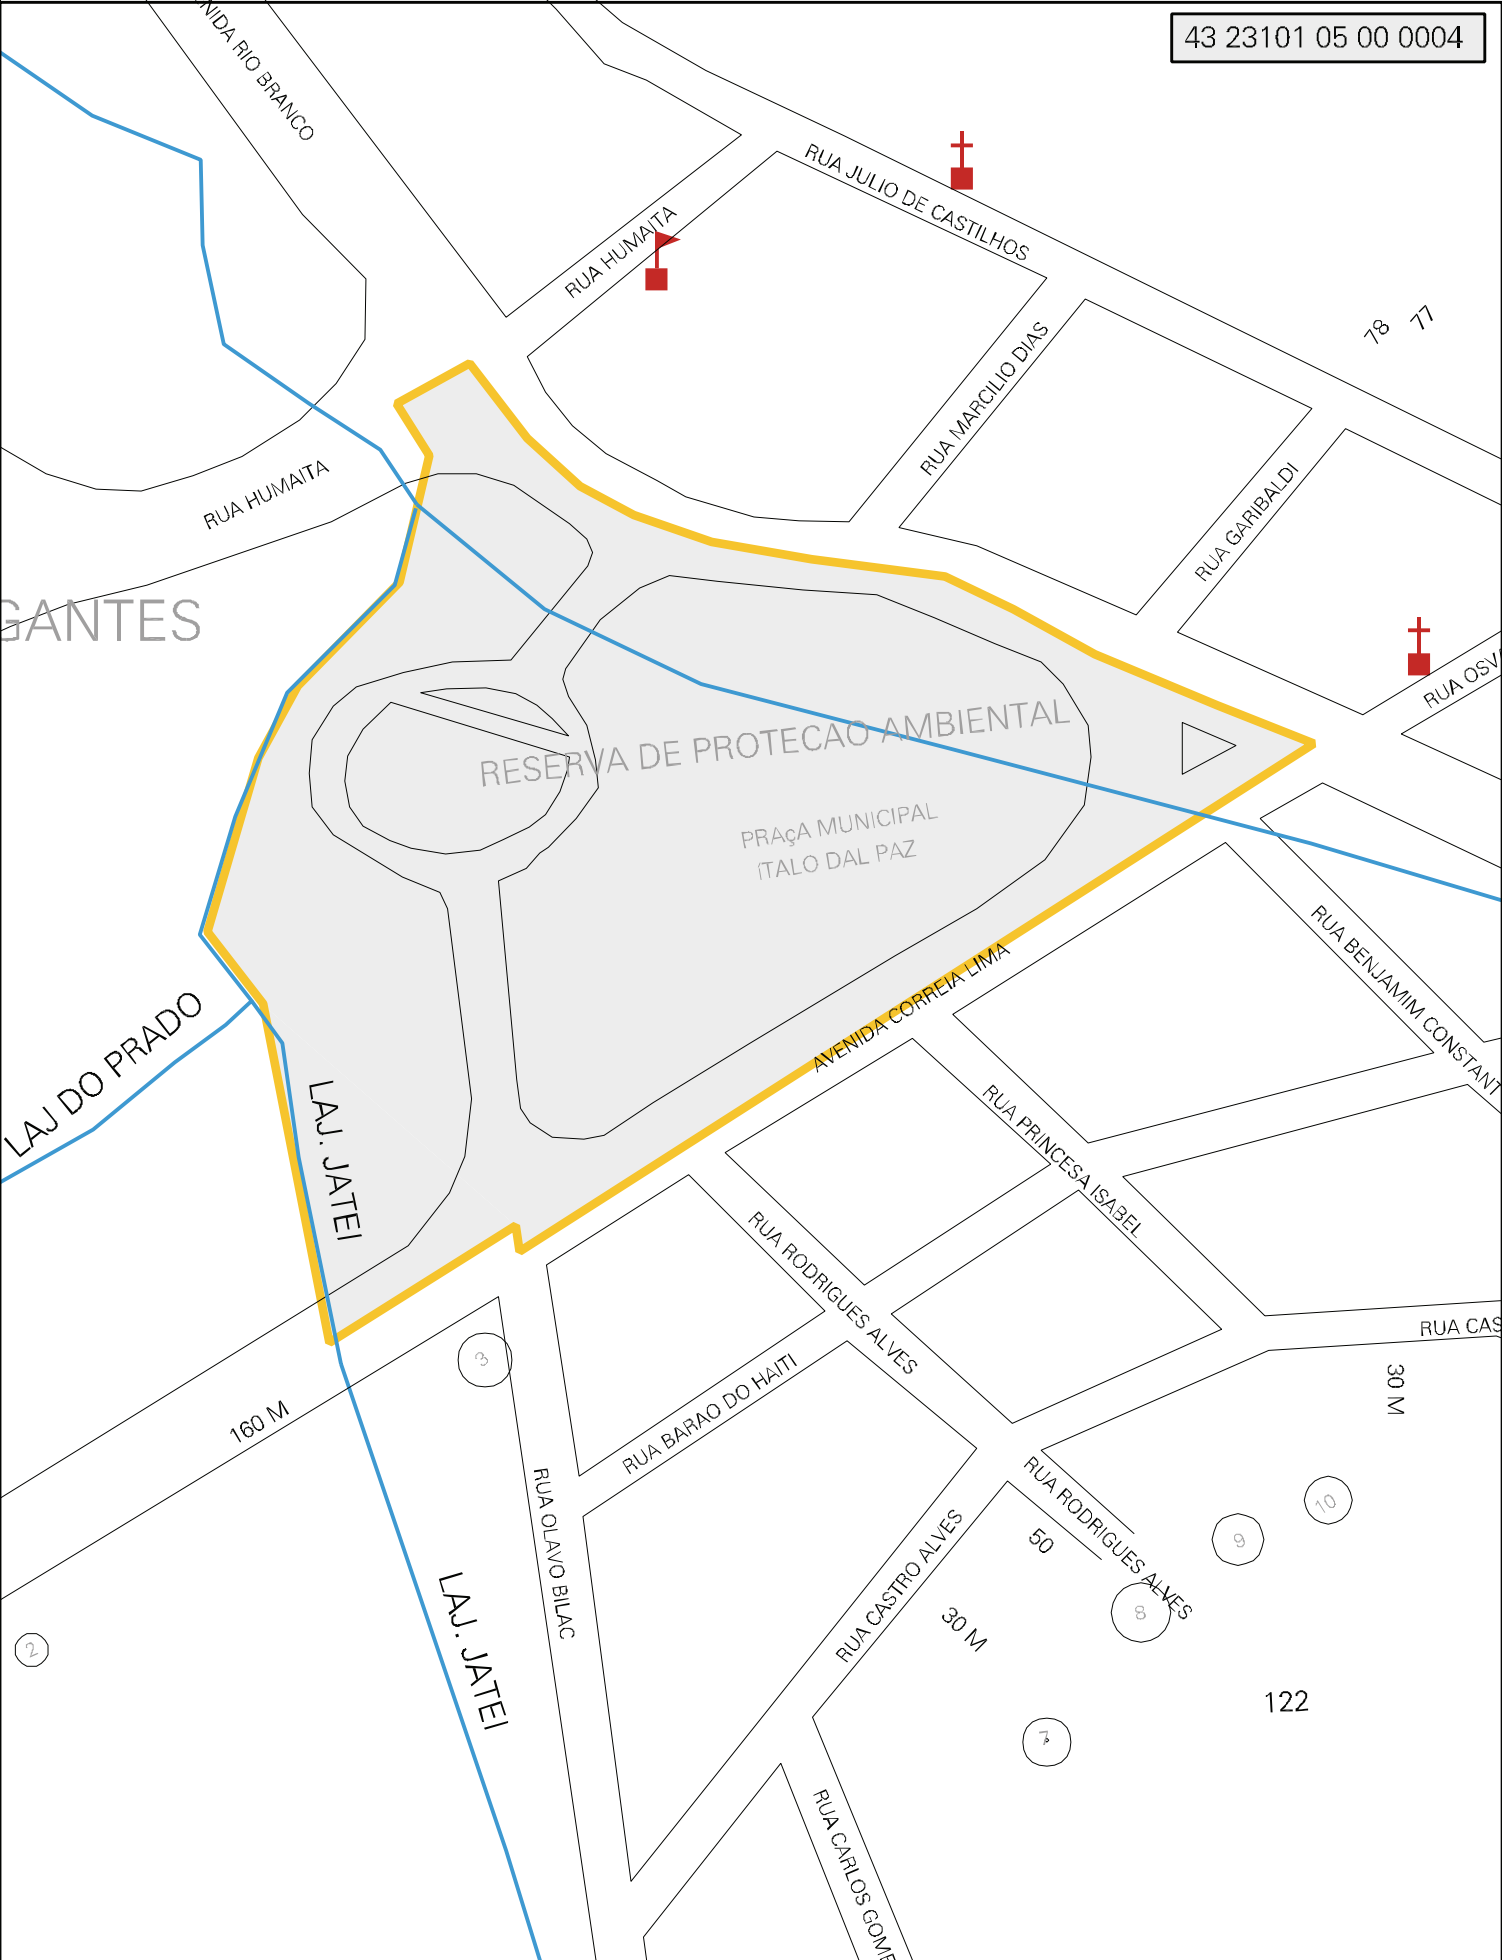 43 23101 05 00 0004
NIDA RIO BRANCO
RUA JULIO DE CASTILHOS
RUA HUMAITA
78
77
RUA MARCILIO DIAS
RUA GARIBALDI
RUA HUMAITA
GANTES
RUA OSV
RESERVA DE PROTECAO AMBIENTAL
PRAçA MUNICIPAL
ITALO DAL PAZ
AVENIDA CORREIA LIMA
RUA BENJAMIM CONSTANT
LAJ DO PRADO
LAJ. JATEI
RUA PRINCESA ISABEL
RUA RODRIGUES ALVES
RUA CAS
3
RUA BARAO DO HAITI
30 M
160 M
RUA OLAVO BILAC
RUA RODRIGUES ALVES
10
9
50
RUA CASTRO ALVES
8
30 M
LAJ. JATEI
2
122
7
RUA CARLOS GOME